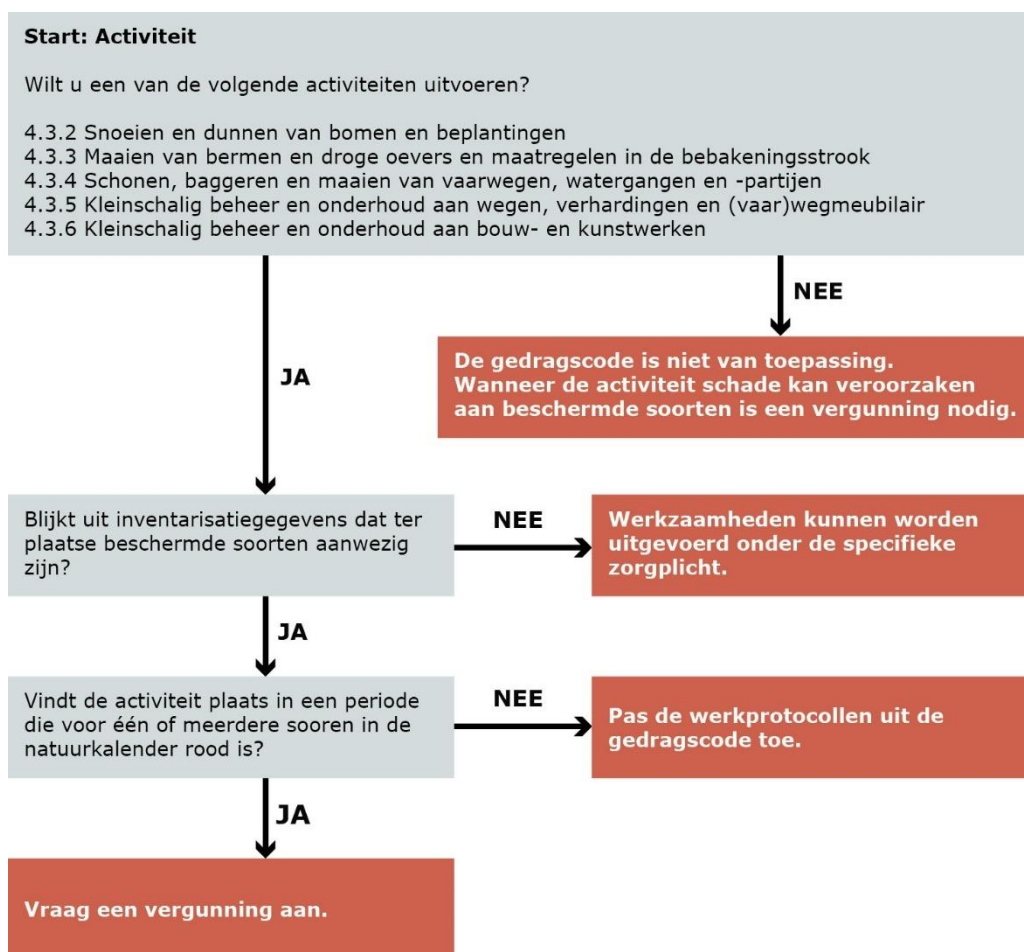 Start: Activiteit
Wilt u een van de volgende activiteiten uitvoeren?
4.3.2 Snoeien en dunnen van bomen en beplantingen
4.3.3 Maaien van bermen en droge oevers en maatregelen in de bebakeningsstrook
4.3.4 Schonen, baggeren en maaien van vaarwegen, watergangen en -partijen
4.3.5 Kleinschalig beheer en onderhoud aan wegen, verhardingen en (vaar)wegmeubilair
4.3.6 Kleinschalig beheer en onderhoud aan bouw- en kunstwerken
NEE
De gedragscode is niet van toepassing.
Wanneer de activiteit schade kan veroorzaken
aan beschermde soorten is een vergunning nodig.
JA
Blijkt uit inventarisatiegegevens dat ter
plaatse beschermde soorten aanwezig
zijn?
NEE
Werkzaamheden kunnen worden
uitgevoerd onder de specifieke
zorgplicht.
JA
Vindt de activiteit plaats in een periode
die voor één of meerdere sooren in de
natuurkalender rood is?
NEE
Pas de werkprotocollen uit de
gedragscode toe.
JA
Vraag een vergunning aan.